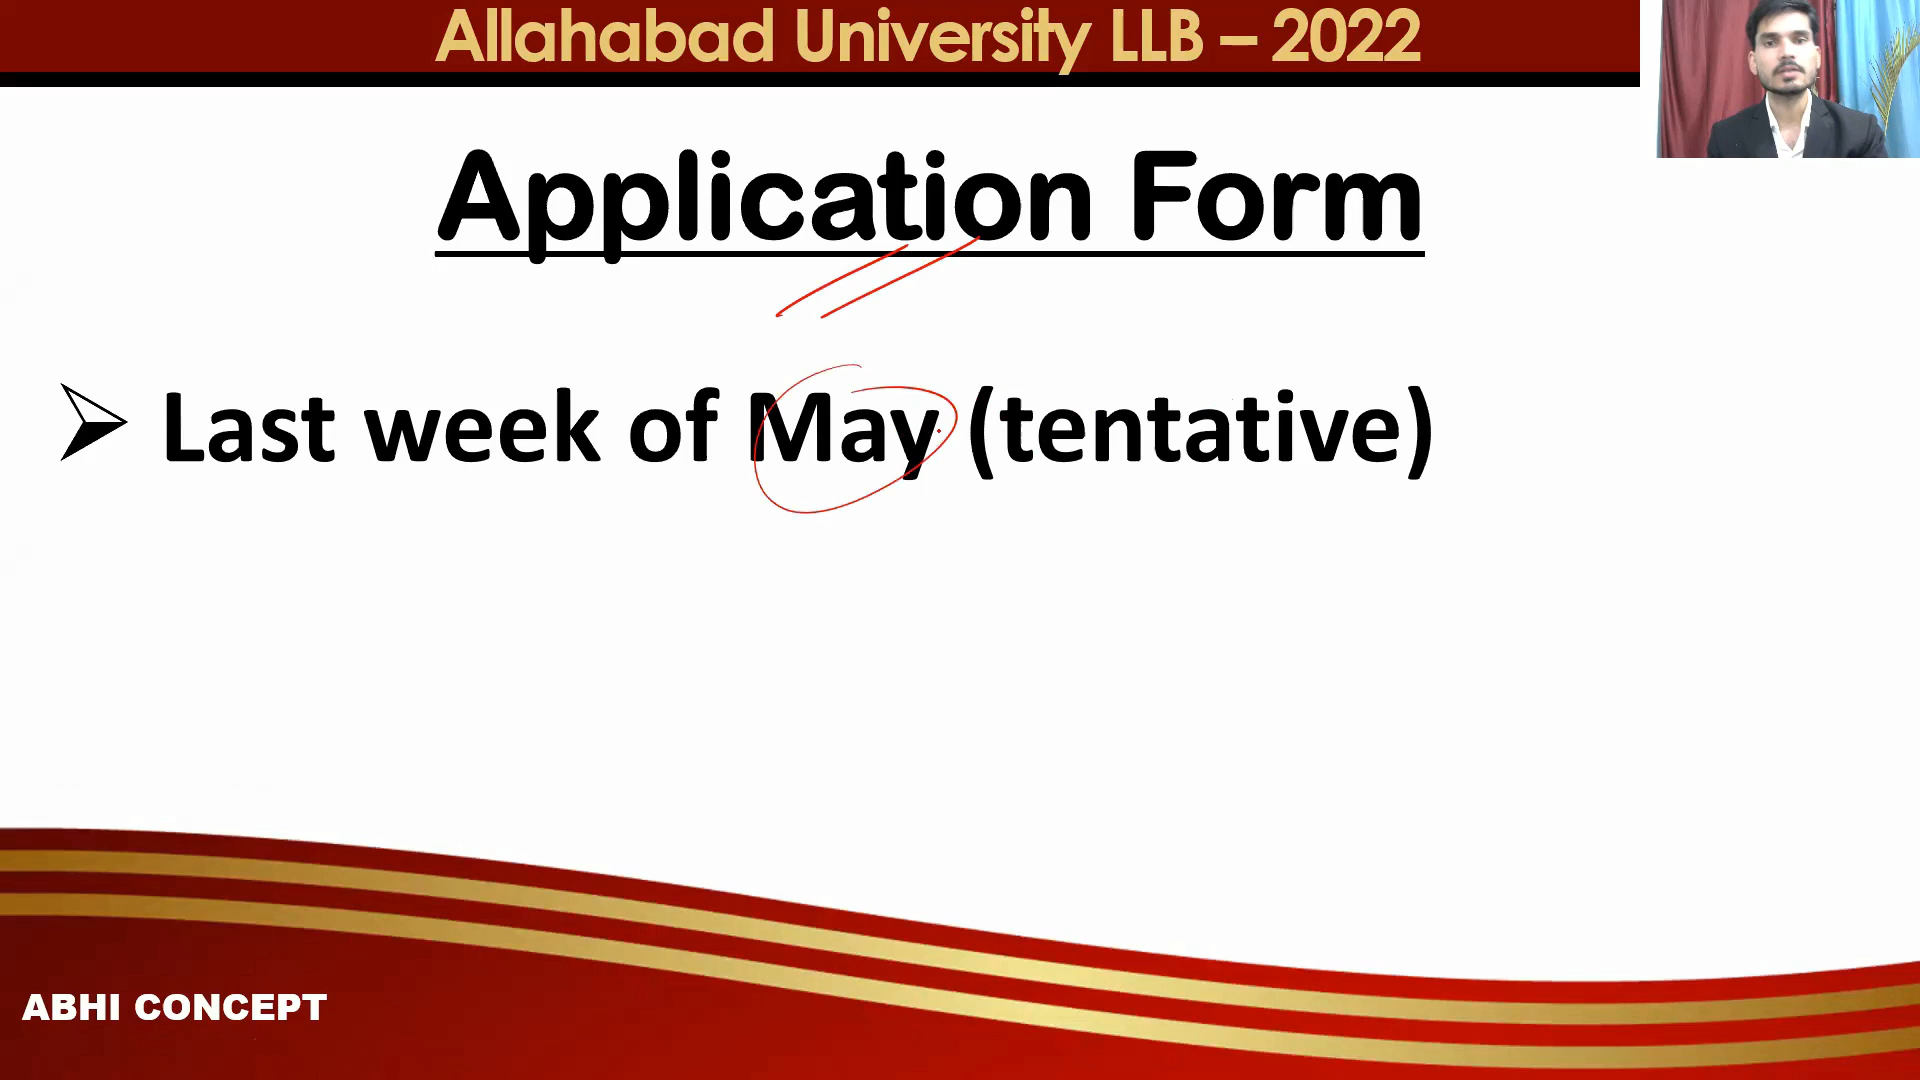 Allahabad University LLB – 2022
Application Form
Last week of May (tentative)
ABHI CONCEPT